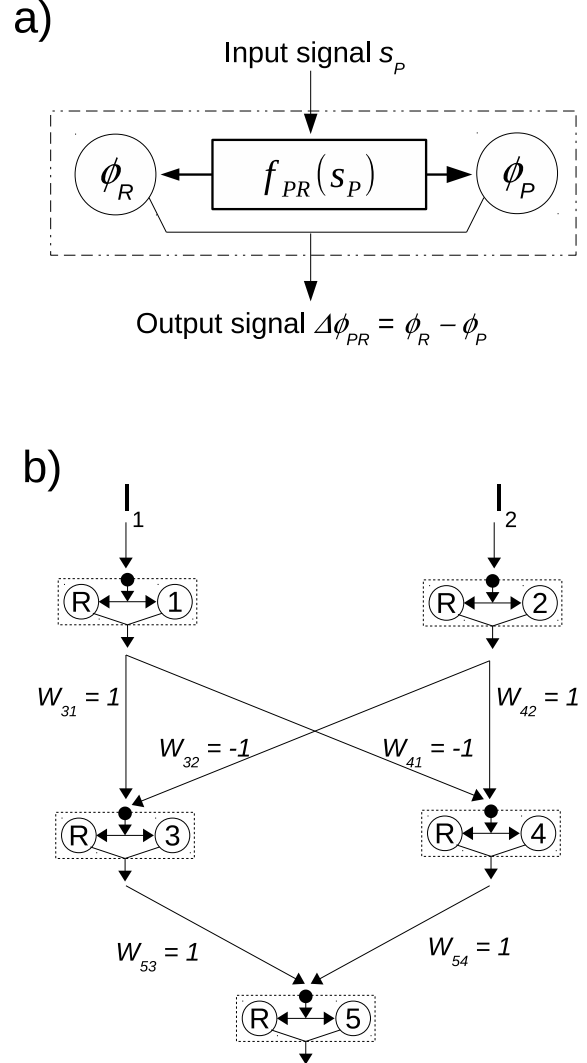 a)
Input signal s_P
ϕ_R f_PR(s_P) ϕ_P
Output signal Δϕ_PR = ϕ_R − ϕ_P
b)
I_1 I_2
R 1 R 2
W_31 = 1 W_42 = 1
W_32 = -1 W_41 = -1
R 3 R 4
W_53 = 1 W_54 = 1
R 5